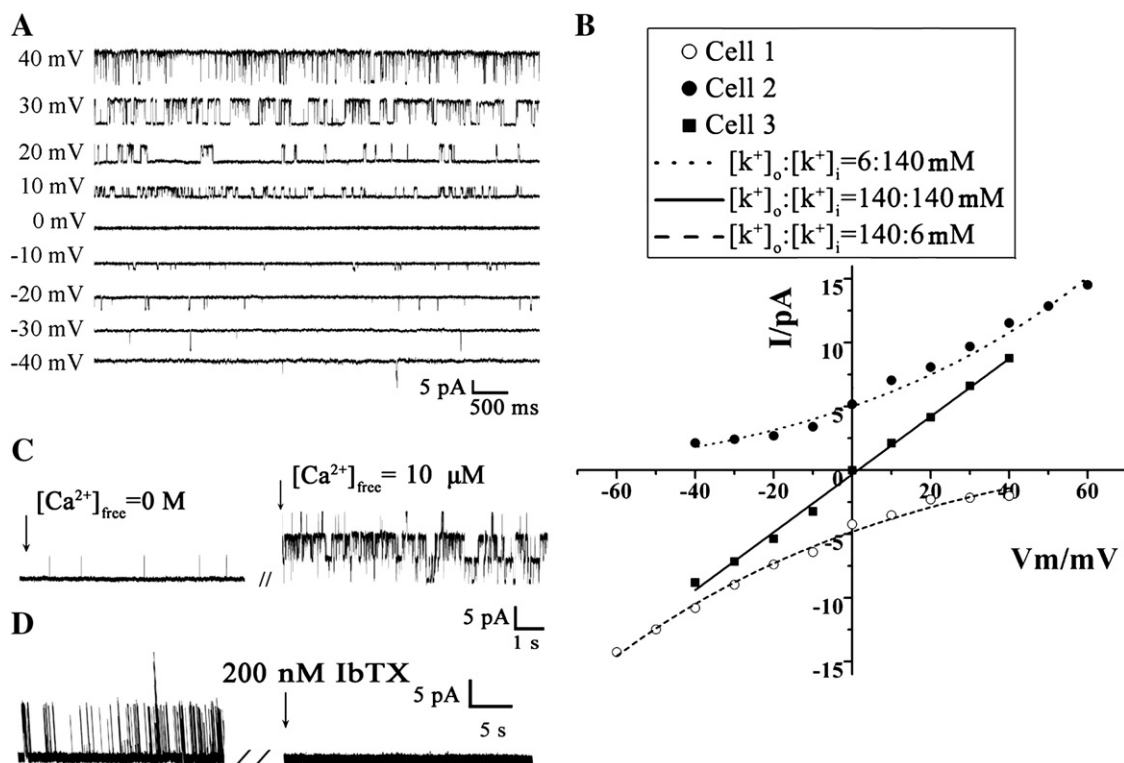 A
40 mV
30 mV
20 mV
10 mV
0 mV
-10 mV
-20 mV
-30 mV
-40 mV
5 pA
500 ms
B
Cell 1
Cell 2
Cell 3
[k⁺]ₒ:[k⁺]ᵢ=6:140 mM
[k⁺]ₒ:[k⁺]ᵢ=140:140 mM
[k⁺]ₒ:[k⁺]ᵢ=140:6 mM
I/pA
15
10
5
0
-5
-10
-15
-60 -40 -20 20 40 60
Vm/mV
C
[Ca²⁺]free=0 M
[Ca²⁺]free= 10 μM
//
5 pA
1 s
D
200 nM IbTX
5 pA
5 s
//